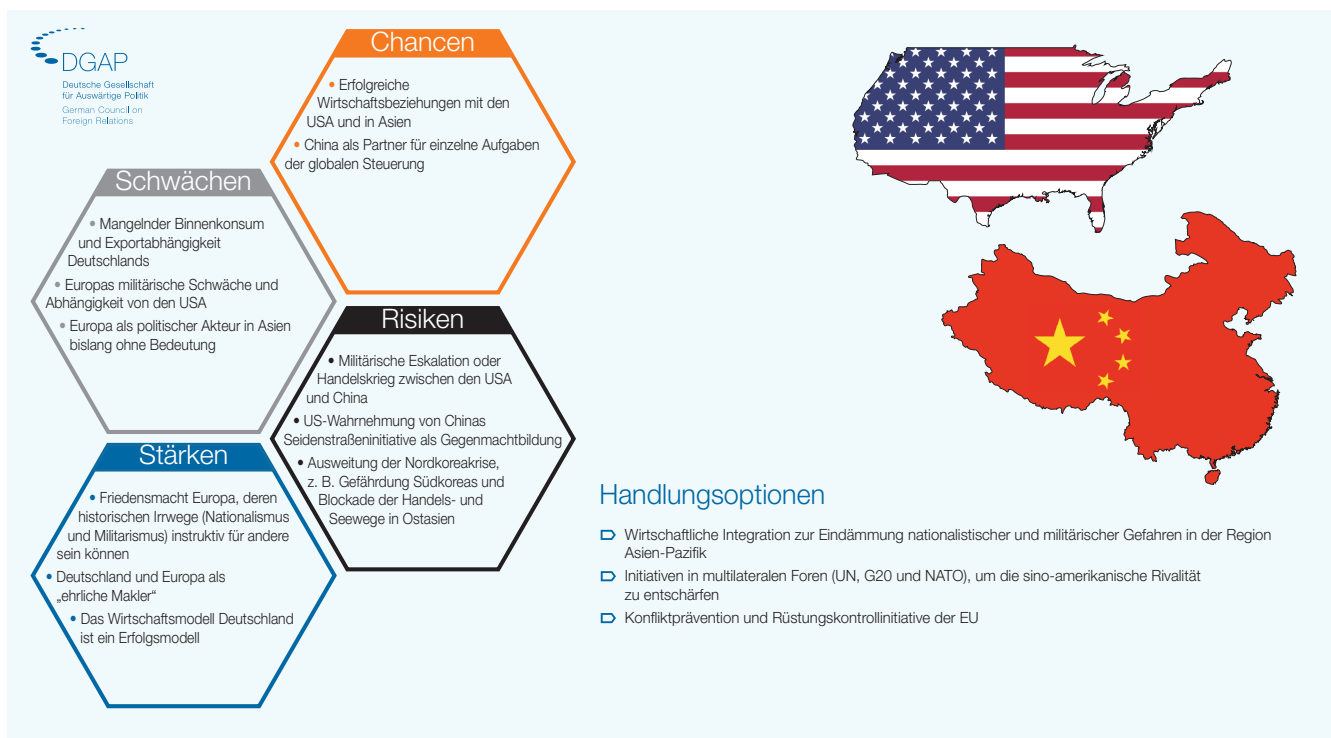 DGAP
Deutsche Gesellschaft
für Auswärtige Politik
German Council on
Foreign Relations
Chancen
• Erfolgreiche
Wirtschaftsbeziehungen mit den
USA und in Asien
• China als Partner für einzelne Aufgaben
der globalen Steuerung
Schwächen
• Mangelnder Binnenkonsum
und Exportabhängigkeit
Deutschlands
• Europas militärische Schwäche und
Abhängigkeit von den USA
• Europa als politischer Akteur in Asien
bislang ohne Bedeutung
Risiken
• Militärische Eskalation oder
Handelskrieg zwischen den USA
und China
• US-Wahrnehmung von Chinas
Seidenstraßeninitiative als Gegenmachtbildung
• Ausweitung der Nordkoreakrise,
z. B. Gefährdung Südkoreas und
Blockade der Handels- und
Seewege in Ostasien
Stärken
• Friedensmacht Europa, deren
historischen Irrwege (Nationalismus
und Militarismus) instruktiv für andere
sein können
• Deutschland und Europa als
„ehrliche Makler“
• Das Wirtschaftsmodell Deutschland
ist ein Erfolgsmodell
Handlungsoptionen
Wirtschaftliche Integration zur Eindämmung nationalistischer und militärischer Gefahren in der Region
Asien-Pazifik
Initiativen in multilateralen Foren (UN, G20 und NATO), um die sino-amerikanische Rivalität
zu entschärfen
Konfliktprävention und Rüstungskontrollinitiative der EU